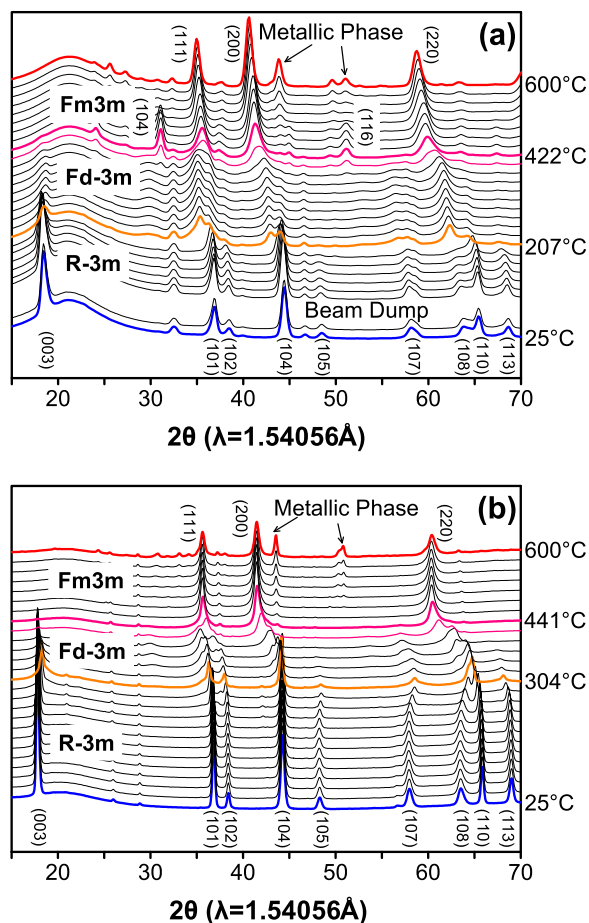 (111)
(200)
Metallic Phase
(220)
(a)
600°C
Fm3m
(104)
(116)
422°C
Fd-3m
207°C
R-3m
Beam Dump
25°C
(003)
(101)
(102)
(104)
(105)
(107)
(108)
(110)
(113)
20 30 40 50 60 70
2θ (λ=1.54056Å)
(111)
(200)
Metallic Phase
(220)
(b)
600°C
Fm3m
441°C
Fd-3m
304°C
R-3m
25°C
(003)
(101)
(102)
(104)
(105)
(107)
(108)
(110)
(113)
20 30 40 50 60 70
2θ (λ=1.54056Å)